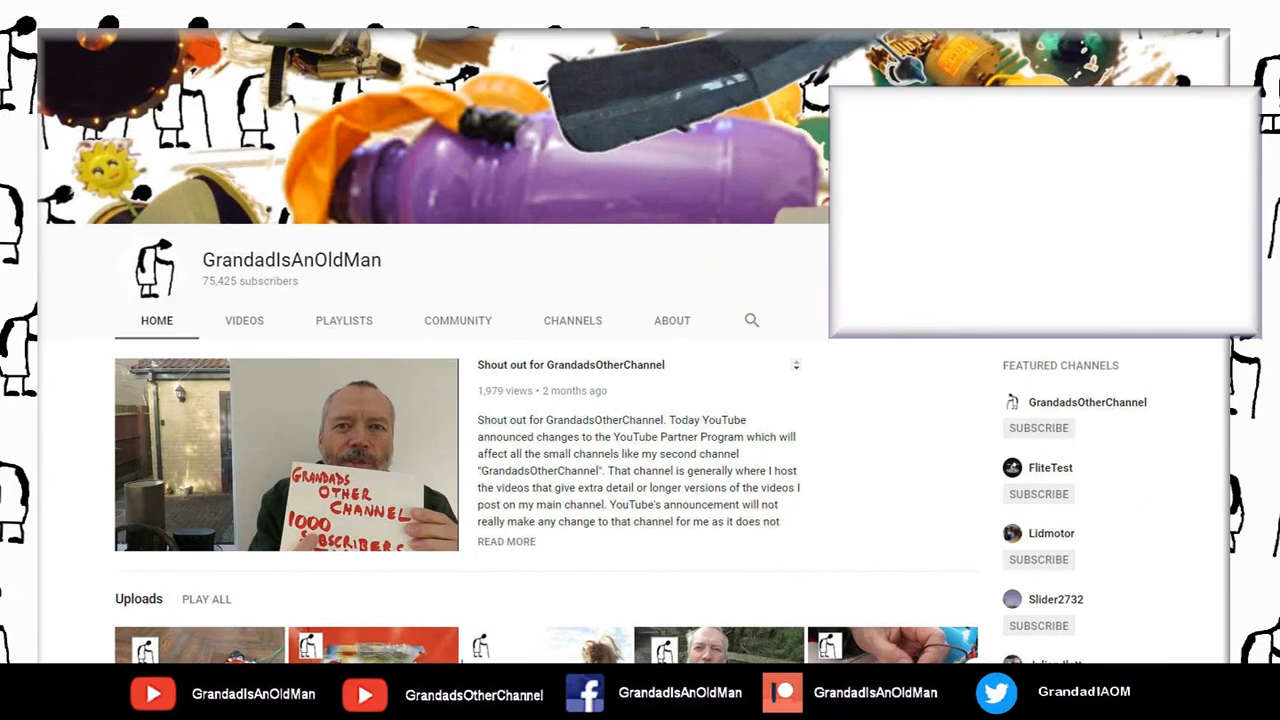 GrandadIsAnOldMan
75,425 subscribers
HOME VIDEOS PLAYLISTS COMMUNITY CHANNELS ABOUT
GRANDADS
OTHER
CHANNEL
1000
SUBSCRIBERS
Shout out for GrandadsOtherChannel
1,979 views • 2 months ago
Shout out for GrandadsOtherChannel. Today YouTube
announced changes to the YouTube Partner Program which will
affect all the small channels like my second channel
"GrandadsOtherChannel". That channel is generally where I host
the videos that give extra detail or longer versions of the videos I
post on my main channel. YouTube's announcement will not
really make any change to that channel for me as it does not
READ MORE
FEATURED CHANNELS
GrandadsOtherChannel
SUBSCRIBE
FliteTest
SUBSCRIBE
Lidmotor
SUBSCRIBE
Slider2732
SUBSCRIBE
Uploads PLAY ALL
GrandadIsAnOldMan GrandadsOtherChannel GrandadIsAnOldMan GrandadIsAnOldMan GrandadIAOM